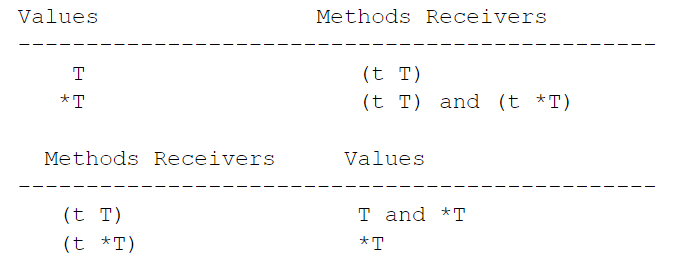 Values Methods Receivers
-----------------------------------------------
T (t T)
*T (t T) and (t *T)
Methods Receivers Values
-----------------------------------------------
(t T) T and *T
(t *T) *T